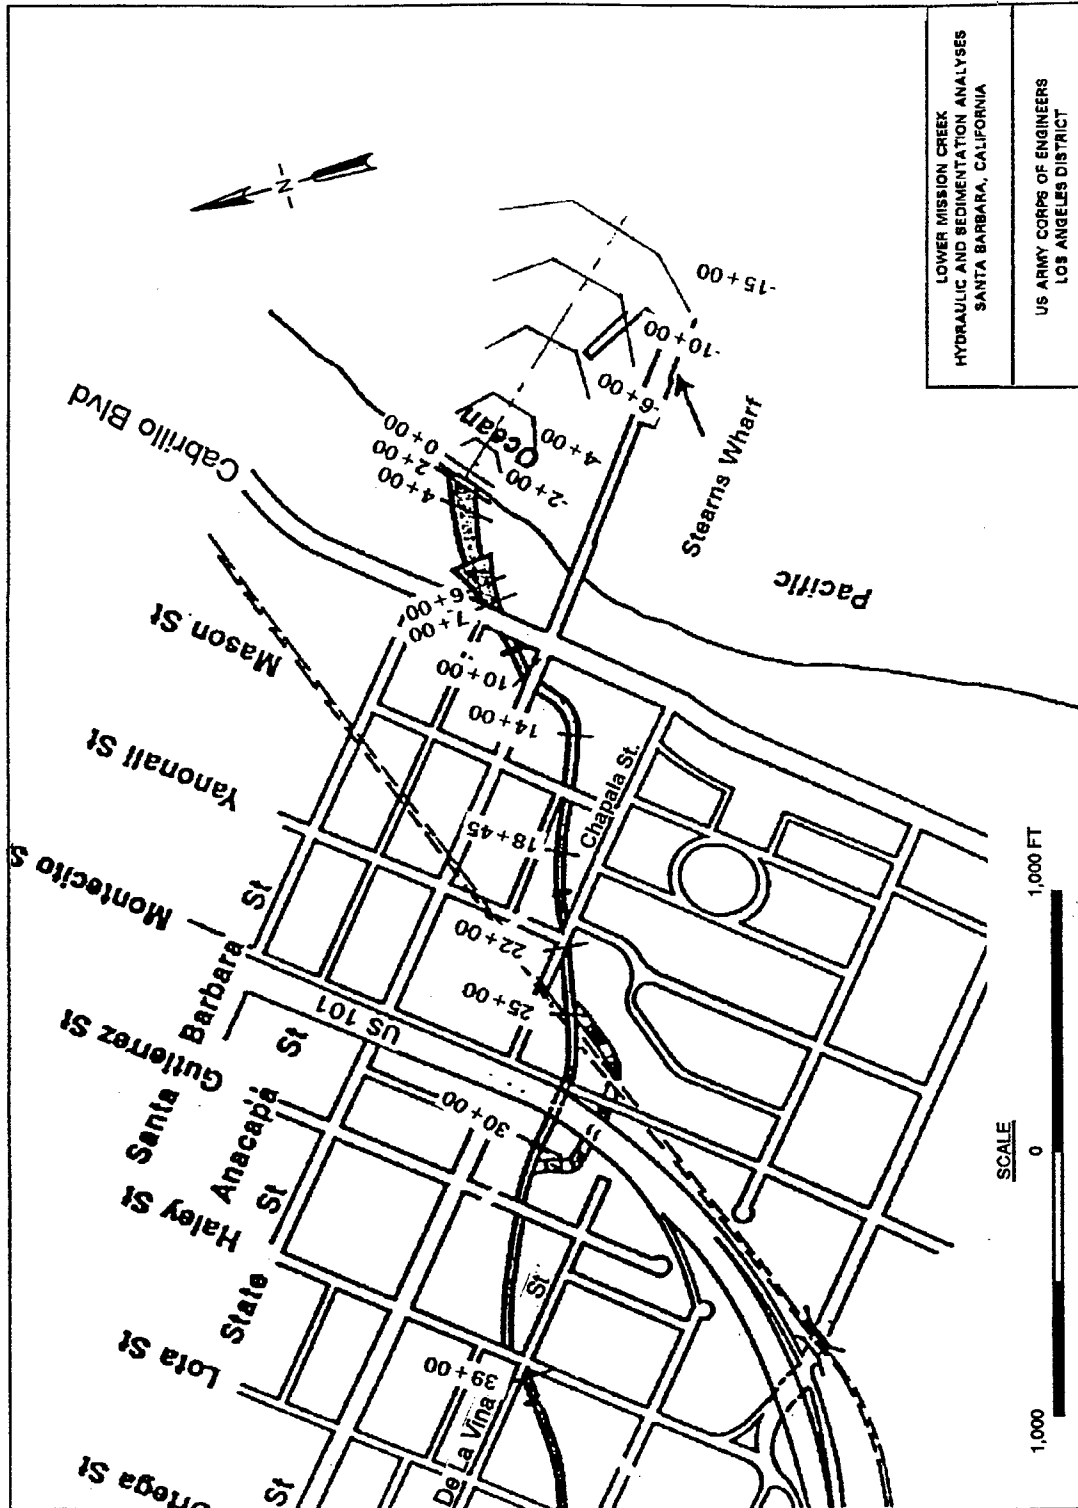 LOWER MISSION CREEK
HYDRAULIC AND SEDIMENTATION ANALYSES
SANTA BARBARA, CALIFORNIA
US ARMY CORPS OF ENGINEERS
LOS ANGELES DISTRICT
-N-
-15+00
-10+00
-6+00
-4+00
-2+00
0+00
2+00
4+00
6+00
7+00
10+00
14+00
18+45
22+00
25+00
30+00
39+00
Pacific
Ocean
Stearns Wharf
Cabrillo Blvd
Mason St
Yanonali St
Montecito S
US 101
Gutierrez St
Haley St
Lota St
rtega St
Santa Barbara St
Anacapa St
State St
Chapala St.
De La Vina St
St
SCALE
1,000 0 1,000 FT